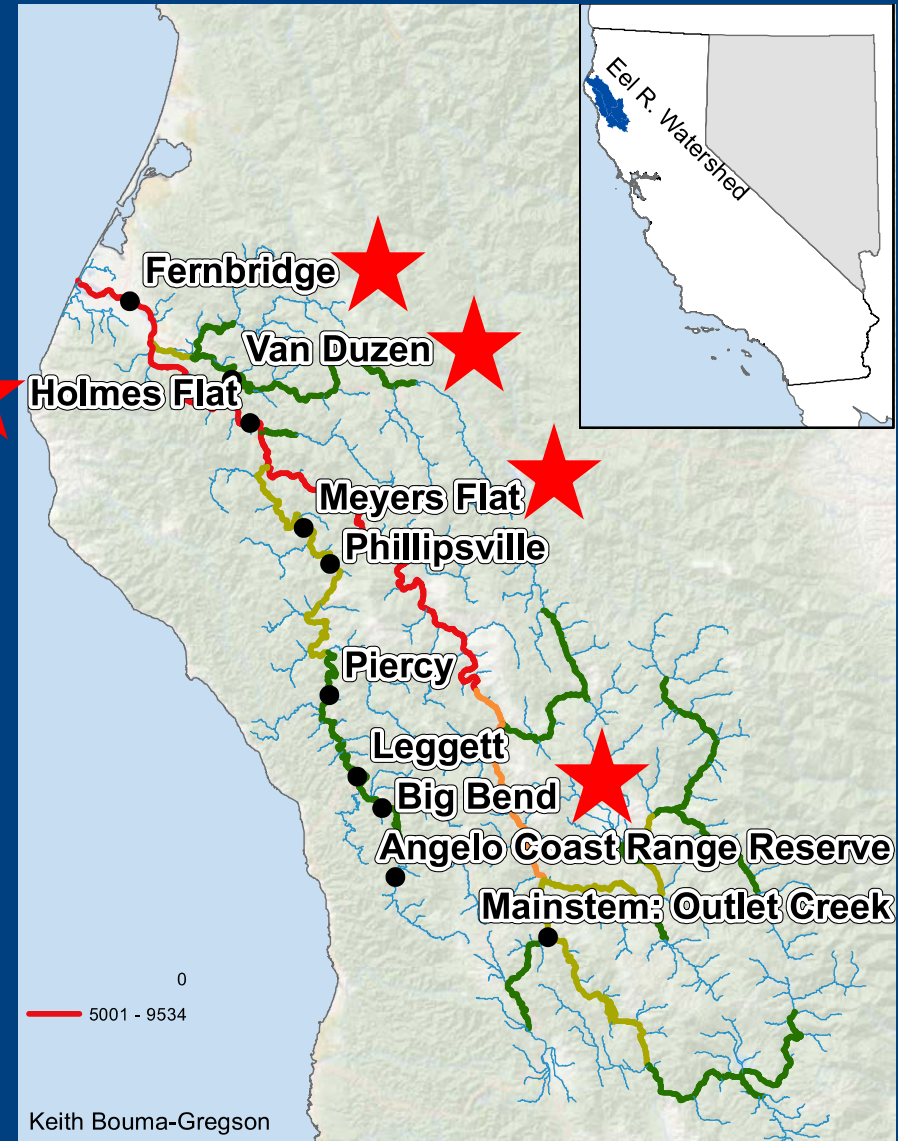 Eel R. Watershed
Fernbridge
Van Duzen
Holmes Flat
Meyers Flat
Phillipsville
Piercy
Leggett
Big Bend
Angelo Coast Range Reserve
Mainstem: Outlet Creek
0
5001 - 9534
Keith Bouma-Gregson